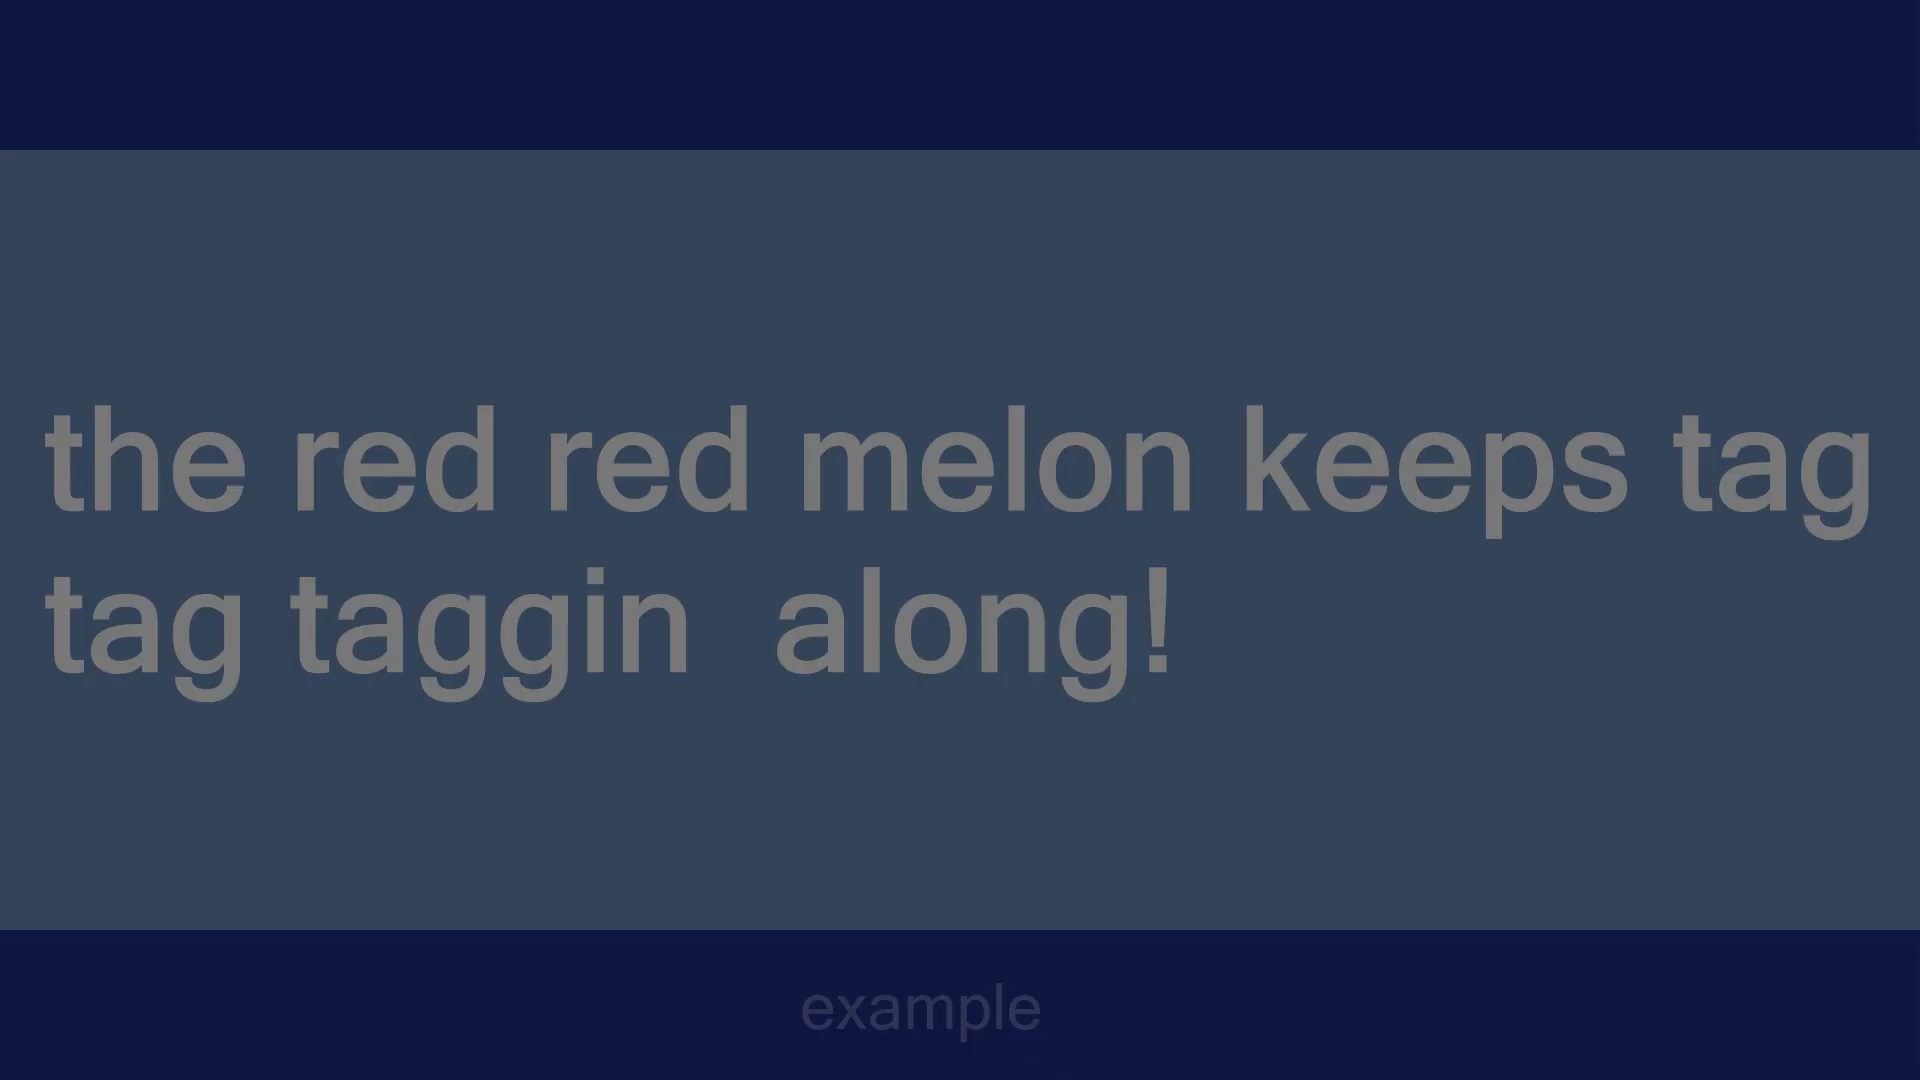 the red red melon keeps tag
tag taggin  along!
example